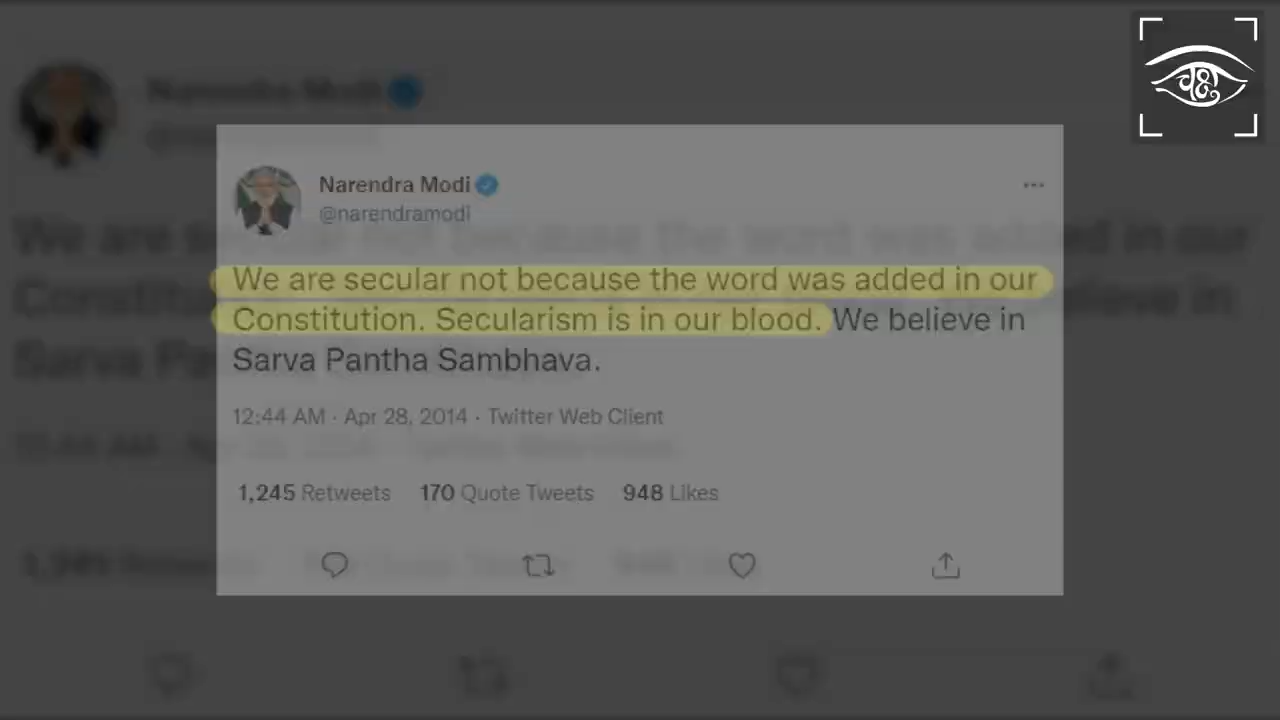 Narendra Modi
@narendramodi
We are secular not because the word was added in our
Constitution. Secularism is in our blood. We believe in
Sarva Pantha Sambhava.
12:44 AM · Apr 28, 2014 · Twitter Web Client
1,245 Retweets 170 Quote Tweets 948 Likes